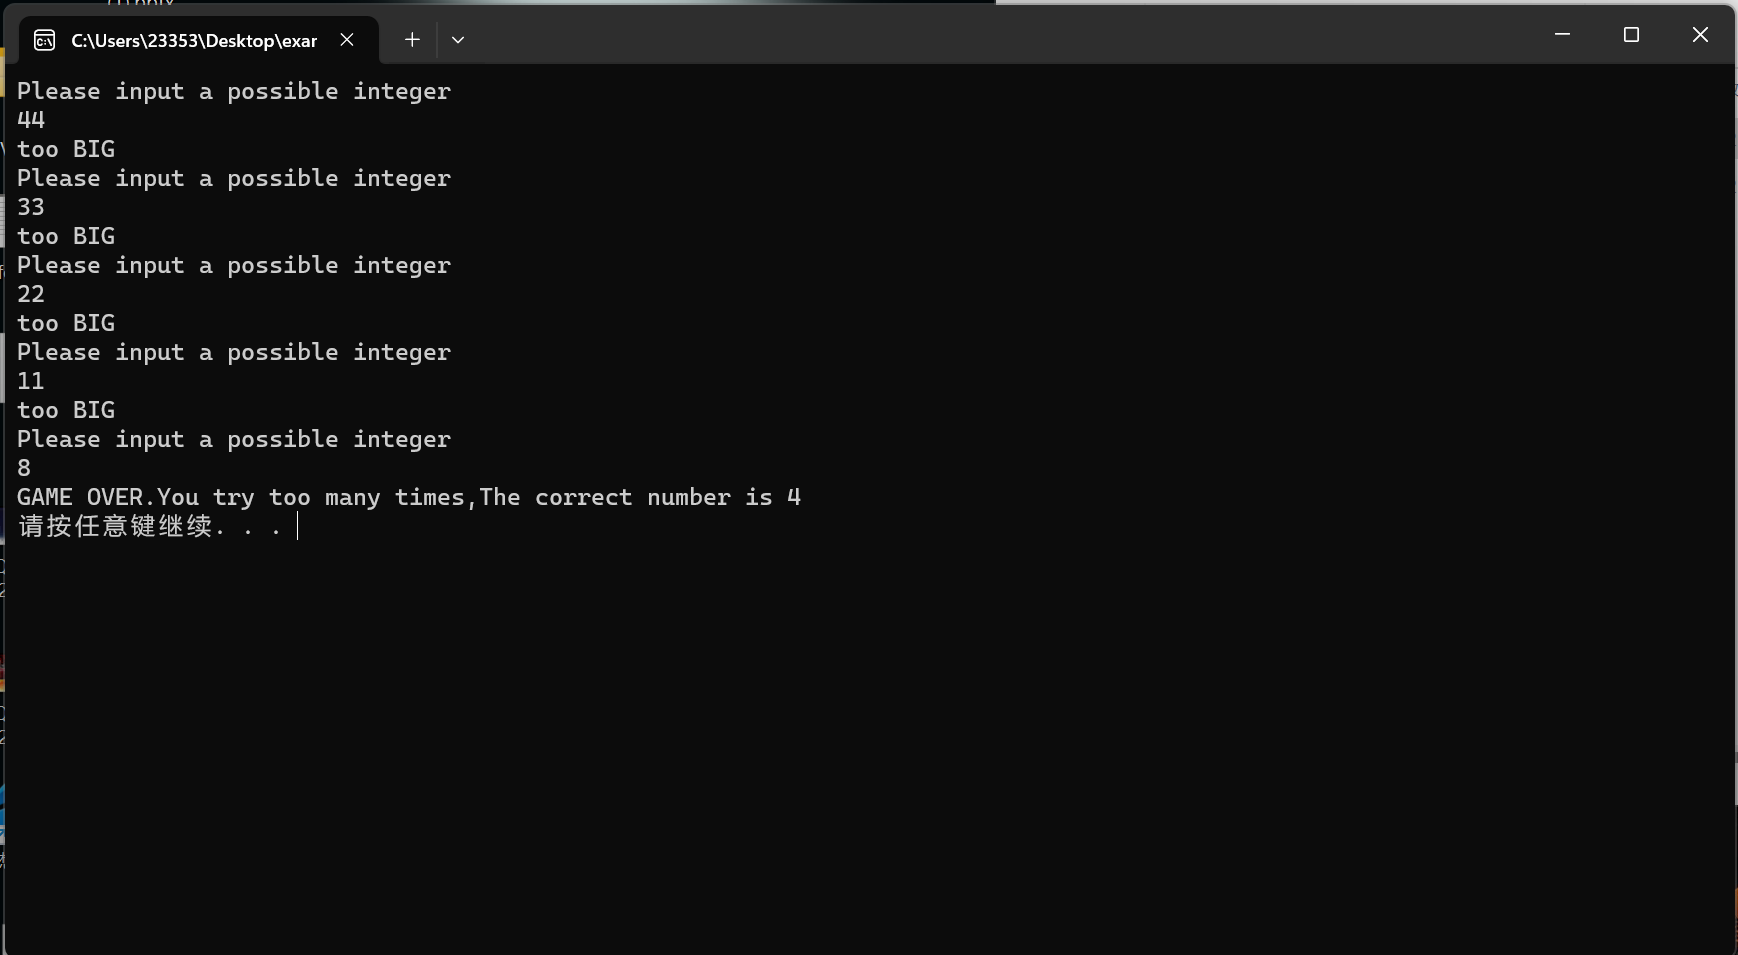 C:\Users\23353\Desktop\exar
Please input a possible integer
44
too BIG
Please input a possible integer
33
too BIG
Please input a possible integer
22
too BIG
Please input a possible integer
11
too BIG
Please input a possible integer
8
GAME OVER.You try too many times,The correct number is 4
请按任意键继续. . .